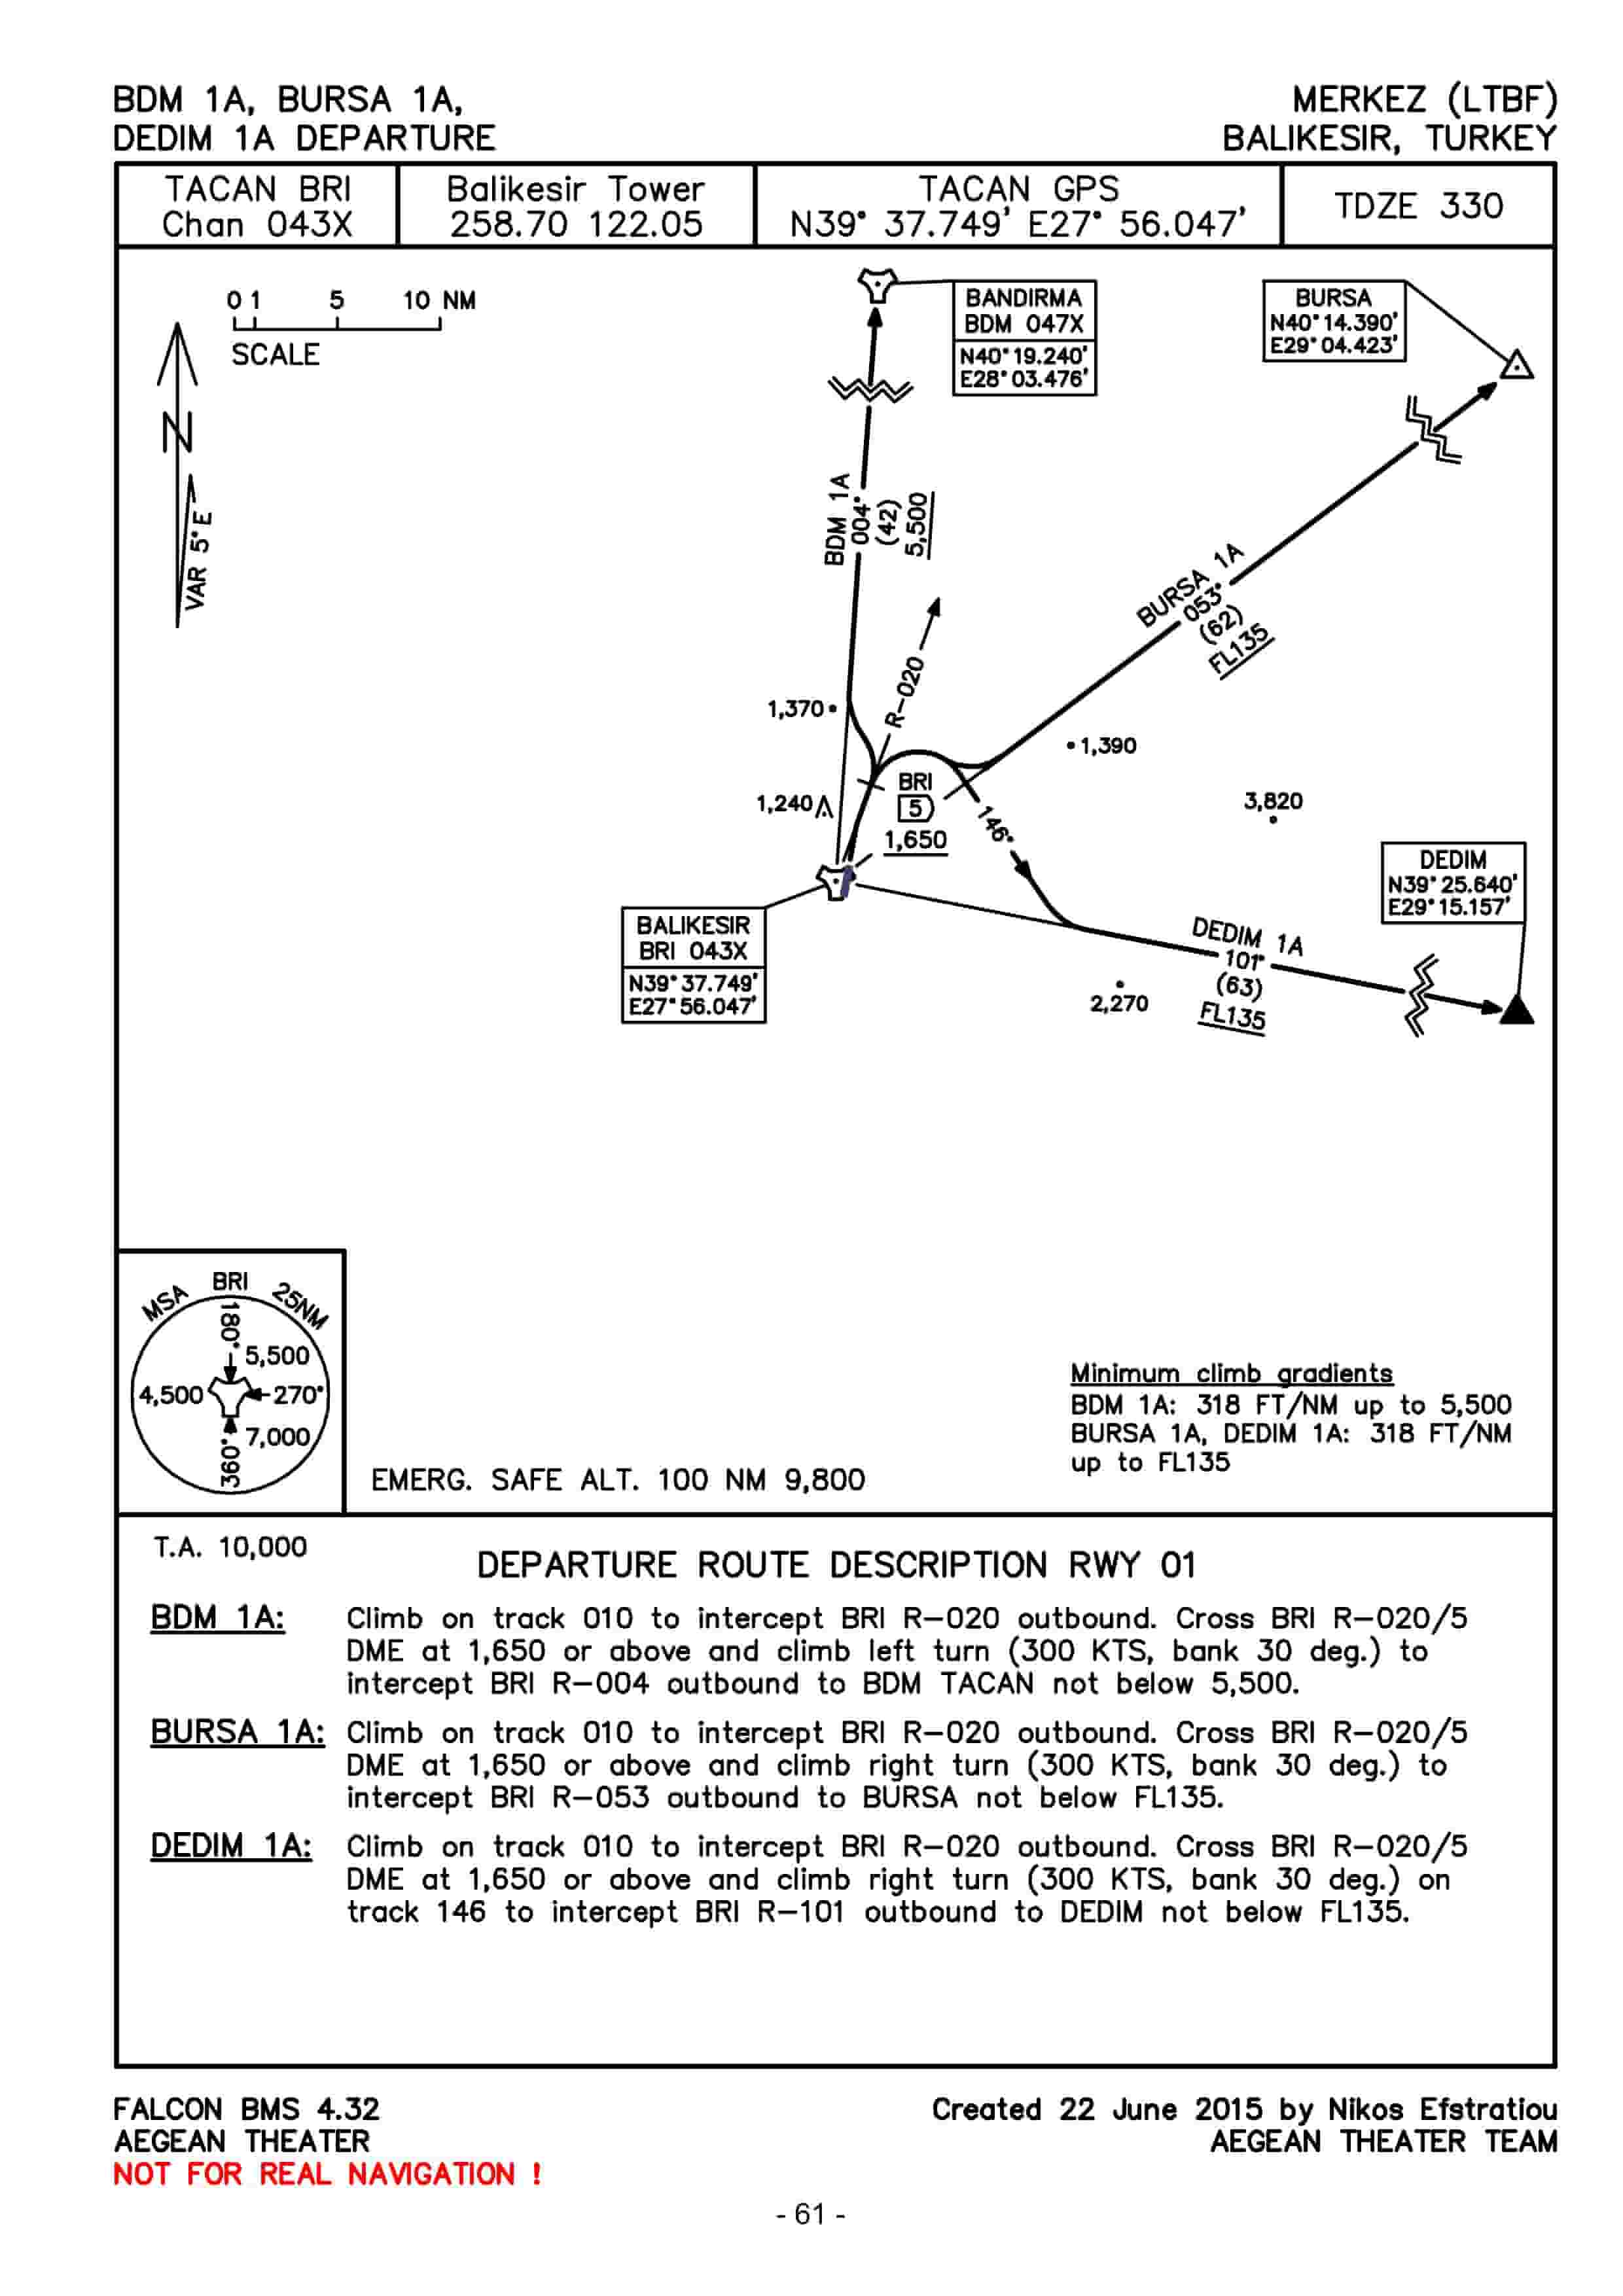 BDM 1A, BURSA 1A,
DEDIM 1A DEPARTURE
MERKEZ (LTBF)
BALIKESIR, TURKEY
TACAN BRI
Chan 043X
Balikesir Tower
258.70 122.05
TACAN GPS
N39° 37.749' E27° 56.047'
TDZE 330
0 1 5 10 NM
SCALE
N
VAR 5° E
BANDIRMA
BDM 047X
N40° 19.240'
E28° 03.476'
BURSA
N40° 14.390'
E29° 04.423'
BDM 1A
004°
(42)
5,500
BURSA 1A
053°
(62)
FL135
R-020
1,370
1,390
BRI
5
1,650
1,240
146°
3,820
DEDIM
N39° 25.640'
E29° 15.157'
BALIKESIR
BRI 043X
N39° 37.749'
E27° 56.047'
DEDIM 1A
101°
(63)
FL135
2,270
MSA BRI 25NM
180°
5,500
4,500
270°
7,000
360°
EMERG. SAFE ALT. 100 NM 9,800
Minimum climb gradients
BDM 1A: 318 FT/NM up to 5,500
BURSA 1A, DEDIM 1A: 318 FT/NM
up to FL135
T.A. 10,000
DEPARTURE ROUTE DESCRIPTION RWY 01
BDM 1A: Climb on track 010 to intercept BRI R-020 outbound. Cross BRI R-020/5
DME at 1,650 or above and climb left turn (300 KTS, bank 30 deg.) to
intercept BRI R-004 outbound to BDM TACAN not below 5,500.
BURSA 1A: Climb on track 010 to intercept BRI R-020 outbound. Cross BRI R-020/5
DME at 1,650 or above and climb right turn (300 KTS, bank 30 deg.) to
intercept BRI R-053 outbound to BURSA not below FL135.
DEDIM 1A: Climb on track 010 to intercept BRI R-020 outbound. Cross BRI R-020/5
DME at 1,650 or above and climb right turn (300 KTS, bank 30 deg.) on
track 146 to intercept BRI R-101 outbound to DEDIM not below FL135.
FALCON BMS 4.32
AEGEAN THEATER
NOT FOR REAL NAVIGATION !
Created 22 June 2015 by Nikos Efstratiou
AEGEAN THEATER TEAM
- 61 -